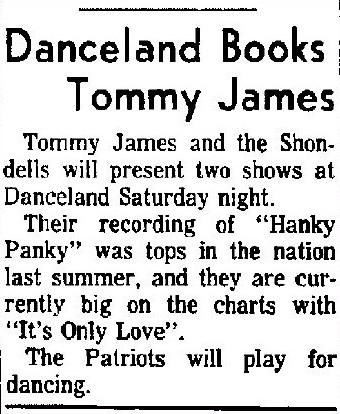 Danceland Books
Tommy James
Tommy James and the Shon-
dells will present two shows at
Danceland Saturday night.
Their recording of "Hanky
Panky" was tops in the nation
last summer, and they are cur-
rently big on the charts with
"It's Only Love".
The Patriots will play for
dancing.